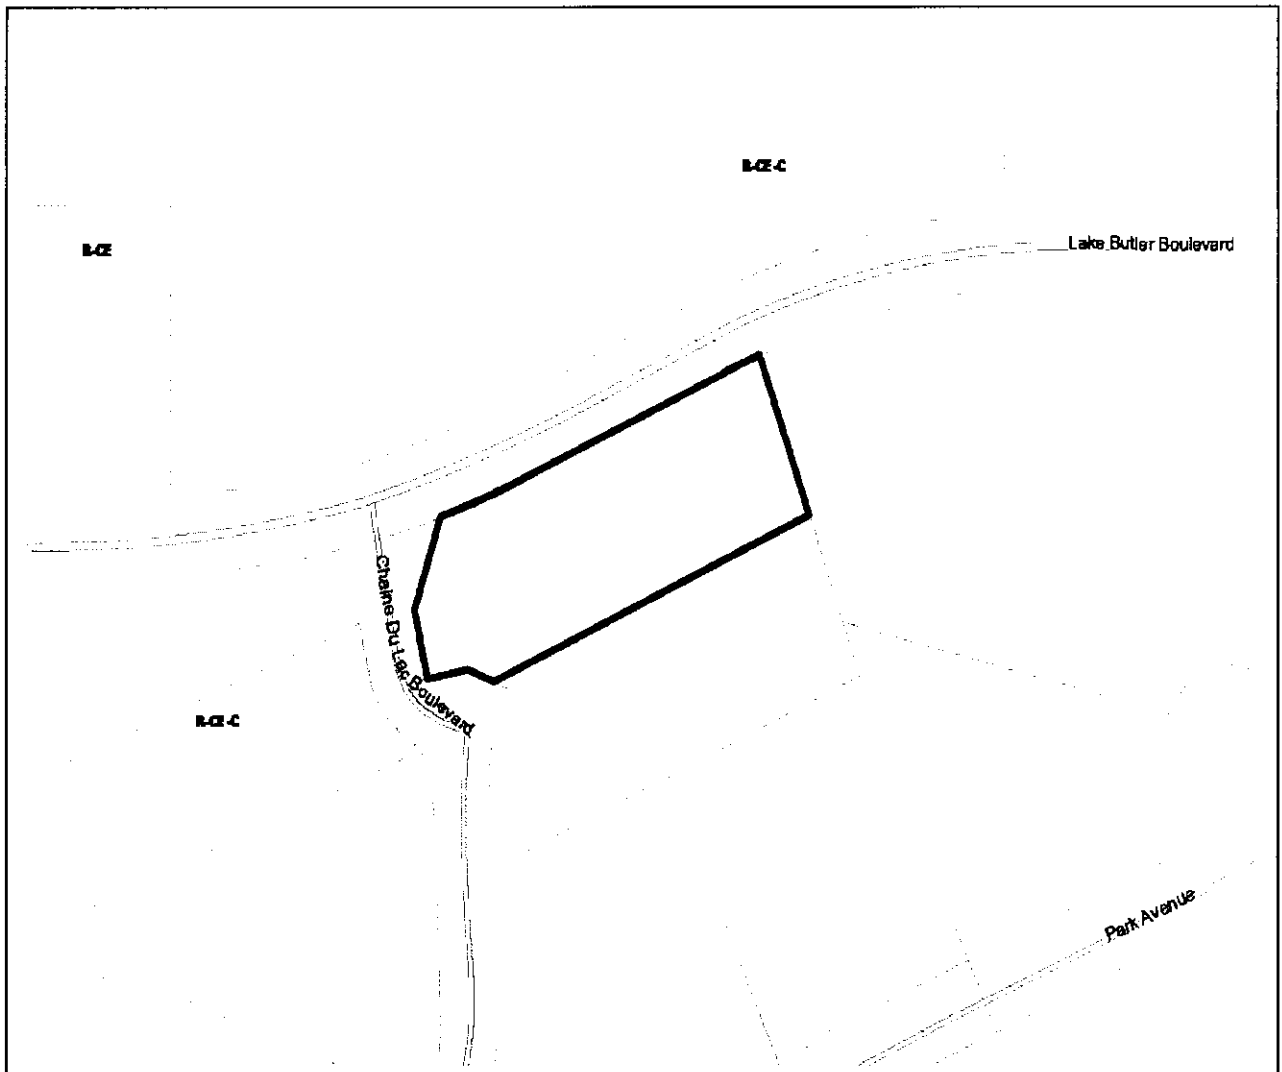 R-CE-C
R-CE
Lake Butler Boulevard
Chaine Du Lac Boulevard
R-CE-C
Park Avenue